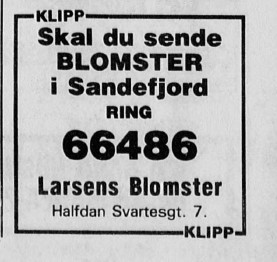 KLIPP
Skal du sende
BLOMSTER
i Sandefjord
RING
66486
Larsens Blomster
Halfdan Svartesgt. 7.
KLIPP